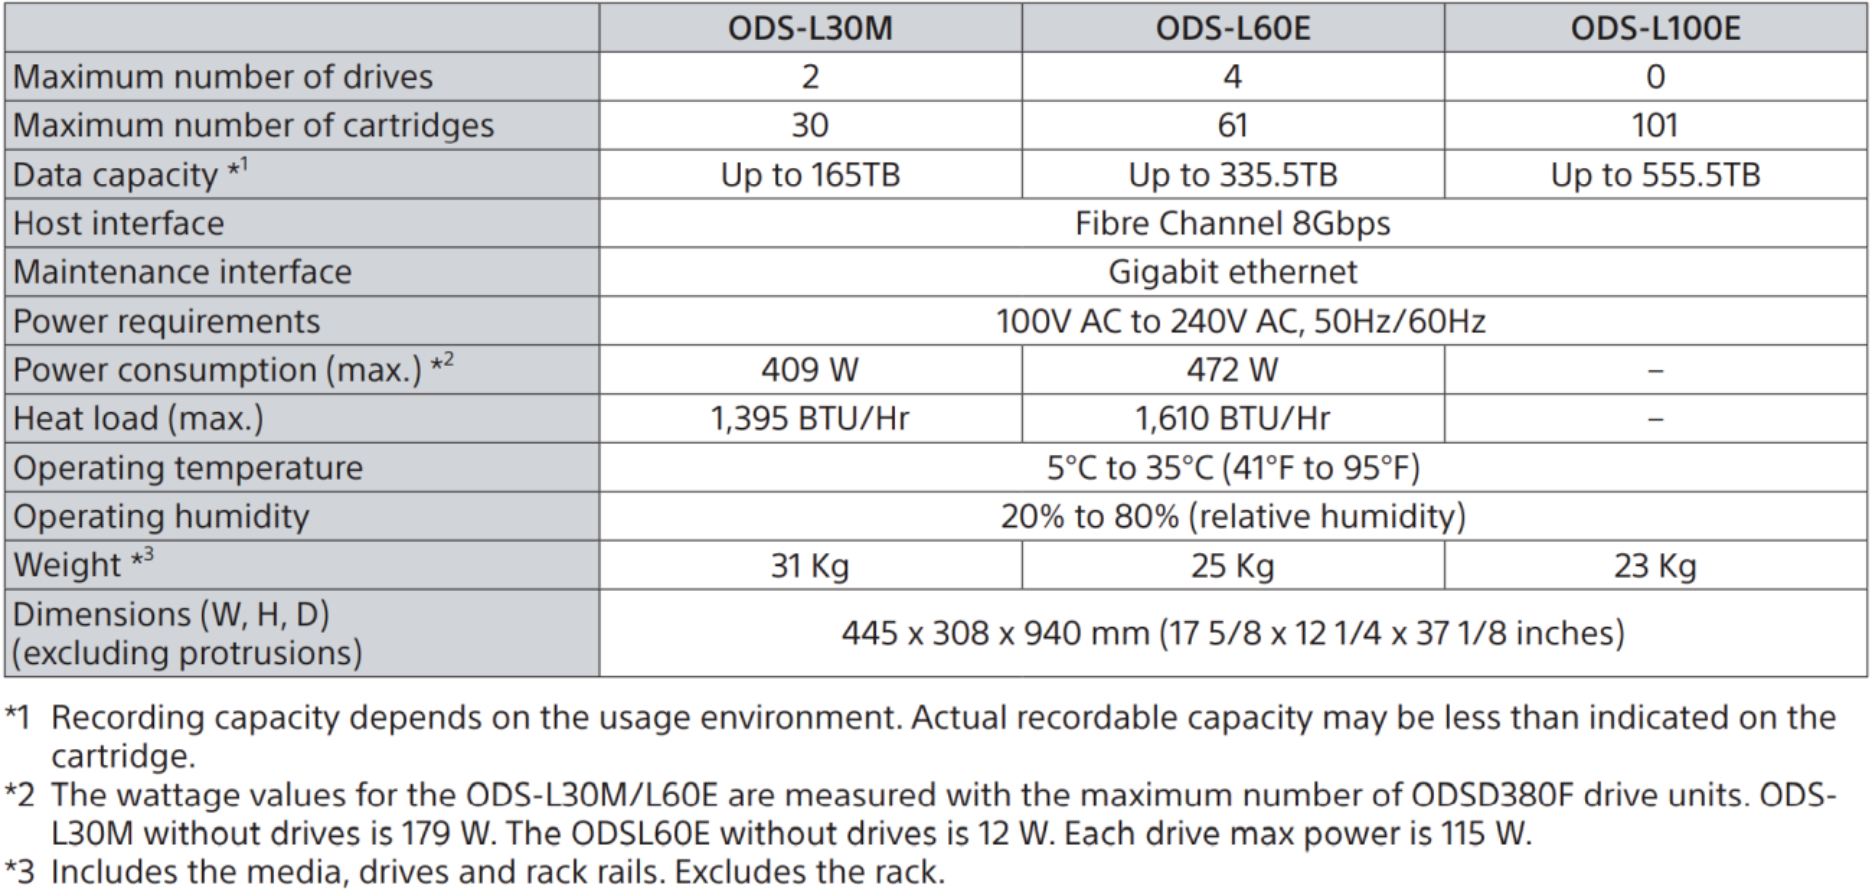 ODS-L30M ODS-L60E ODS-L100E
Maximum number of drives 2 4 0
Maximum number of cartridges 30 61 101
Data capacity *1 Up to 165TB Up to 335.5TB Up to 555.5TB
Host interface Fibre Channel 8Gbps
Maintenance interface Gigabit ethernet
Power requirements 100V AC to 240V AC, 50Hz/60Hz
Power consumption (max.) *2 409 W 472 W –
Heat load (max.) 1,395 BTU/Hr 1,610 BTU/Hr –
Operating temperature 5°C to 35°C (41°F to 95°F)
Operating humidity 20% to 80% (relative humidity)
Weight *3 31 Kg 25 Kg 23 Kg
Dimensions (W, H, D)
(excluding protrusions) 445 x 308 x 940 mm (17 5/8 x 12 1/4 x 37 1/8 inches)
*1 Recording capacity depends on the usage environment. Actual recordable capacity may be less than indicated on the
cartridge.
*2 The wattage values for the ODS-L30M/L60E are measured with the maximum number of ODSD380F drive units. ODS-
L30M without drives is 179 W. The ODSL60E without drives is 12 W. Each drive max power is 115 W.
*3 Includes the media, drives and rack rails. Excludes the rack.